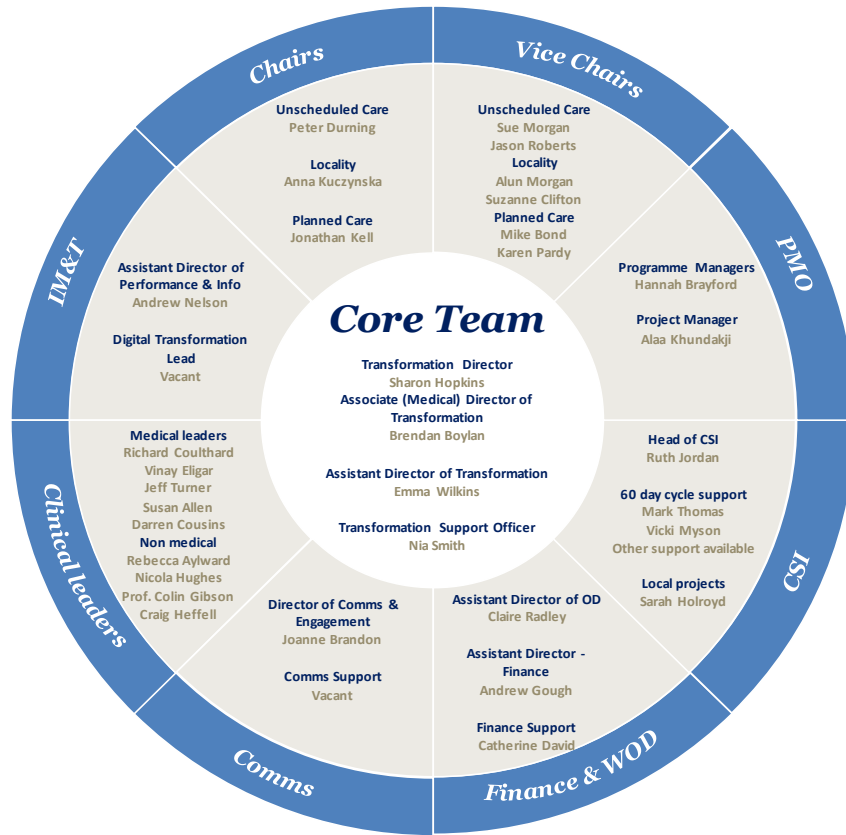 Chairs
Unscheduled Care
Peter Durning
Locality
Anna Kuczynska
Planned Care
Jonathan Kell
Vice Chairs
Unscheduled Care
Sue Morgan
Jason Roberts
Locality
Alun Morgan
Suzanne Clifton
Planned Care
Mike Bond
Karen Pardy
PMO
Programme Managers
Hannah Brayford
Project Manager
Alaa Khundakji
CSI
Head of CSI
Ruth Jordan
60 day cycle support
Mark Thomas
Vicki Myson
Other support available
Local projects
Sarah Holroyd
Finance & WOD
Assistant Director of OD
Claire Radley
Assistant Director -
Finance
Andrew Gough
Finance Support
Catherine David
Comms
Director of Comms &
Engagement
Joanne Brandon
Comms Support
Vacant
Clinical leaders
Medical leaders
Richard Coulthard
Vinay Eligar
Jeff Turner
Susan Allen
Darren Cousins
Non medical
Rebecca Aylward
Nicola Hughes
Prof. Colin Gibson
Craig Heffell
IM&T
Assistant Director of
Performance & Info
Andrew Nelson
Digital Transformation
Lead
Vacant
Core Team
Transformation Director
Sharon Hopkins
Associate (Medical) Director of
Transformation
Brendan Boylan
Assistant Director of Transformation
Emma Wilkins
Transformation Support Officer
Nia Smith